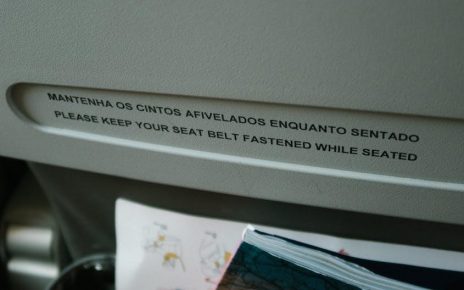 MANTENHA OS CINTOS AFIVELADOS ENQUANTO SENTADO
PLEASE KEEP YOUR SEAT BELT FASTENED WHILE SEATED